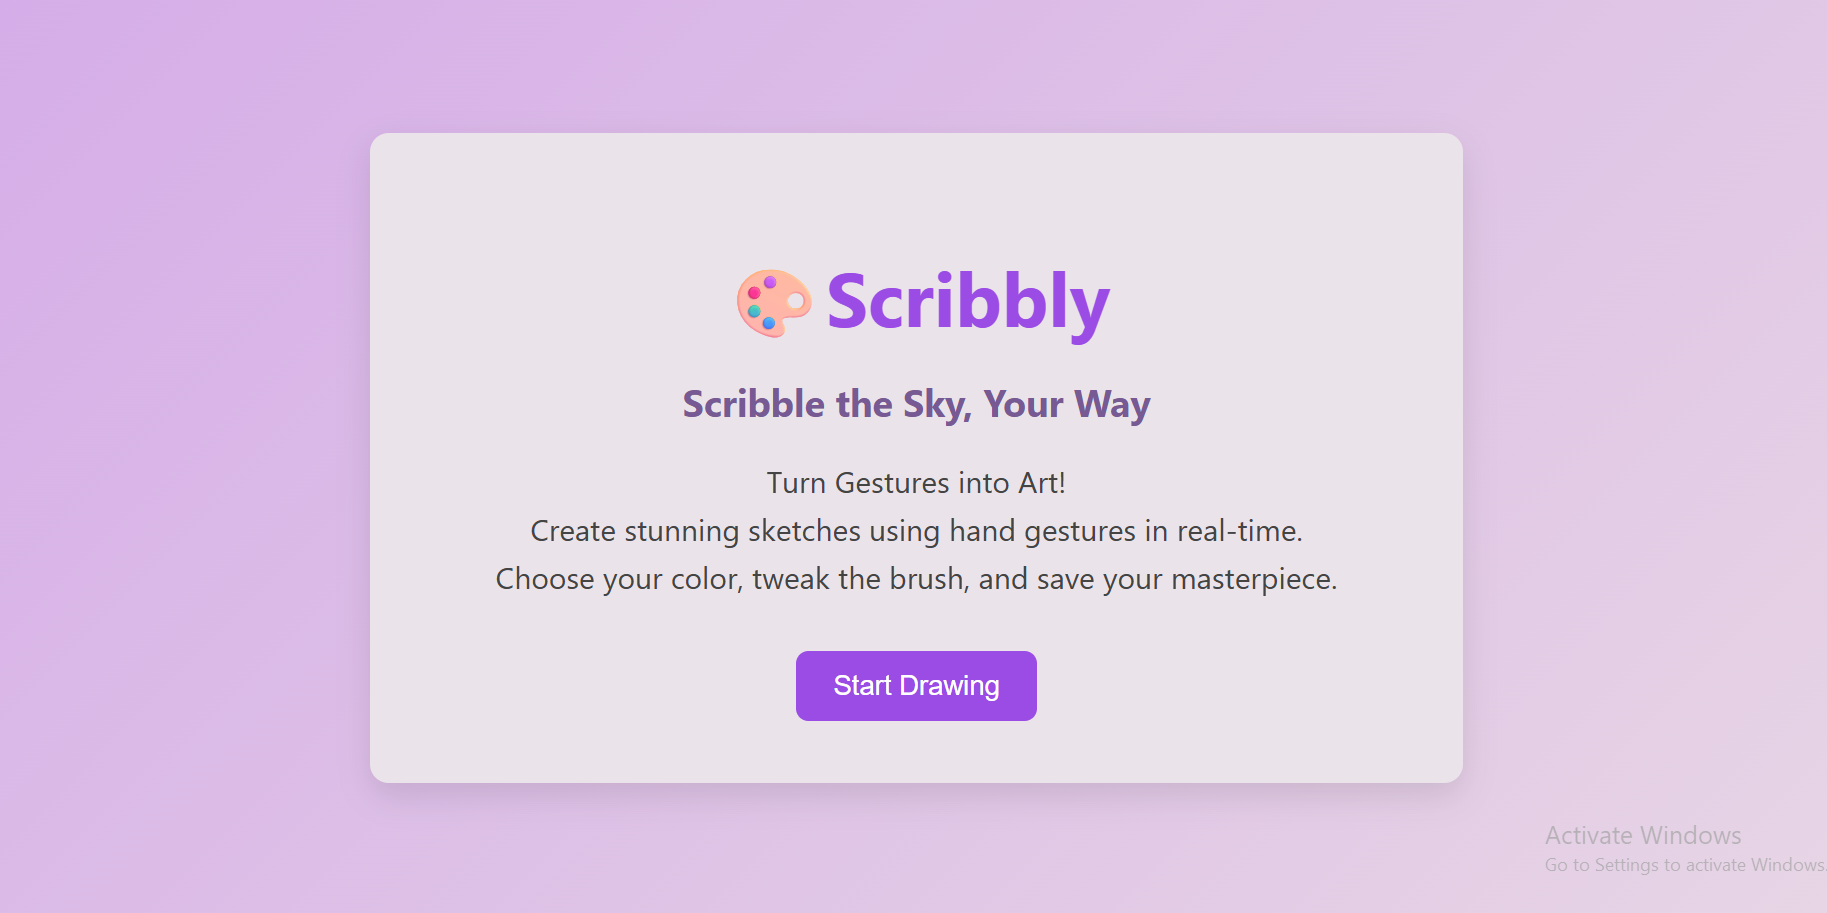 Scribbly
Scribble the Sky, Your Way
Turn Gestures into Art!
Create stunning sketches using hand gestures in real-time.
Choose your color, tweak the brush, and save your masterpiece.
Start Drawing
Activate Windows
Go to Settings to activate Windows.